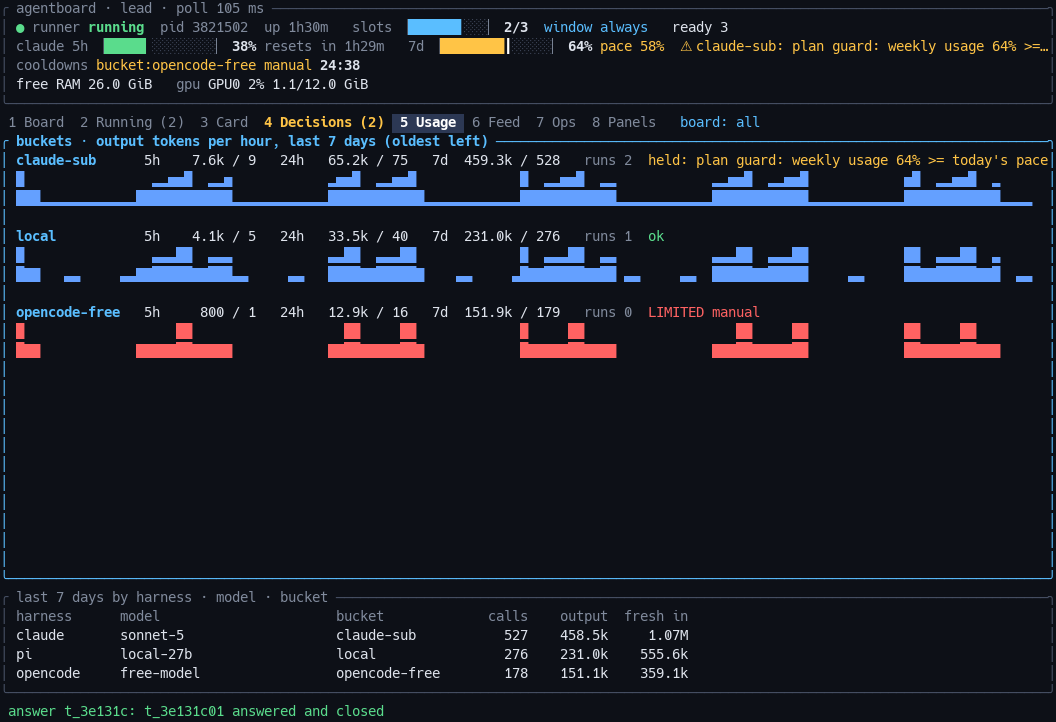 agentboard · lead · poll 105 ms
● runner running  pid 3821502  up 1h30m   slots  2/3  window always   ready 3
claude 5h  38% resets in 1h29m   7d  64% pace 58%  ⚠ claude-sub: plan guard: weekly usage 64% >=…
cooldowns bucket:opencode-free manual 24:38
free RAM 26.0 GiB   gpu GPU0 2% 1.1/12.0 GiB
1 Board  2 Running (2)  3 Card  4 Decisions (2)  5 Usage  6 Feed  7 Ops  8 Panels   board: all
buckets · output tokens per hour, last 7 days (oldest left)
claude-sub      5h    7.6k / 9   24h   65.2k / 75   7d  459.3k / 528   runs 2  held: plan guard: weekly usage 64% >= today's pace
local           5h    4.1k / 5   24h   33.5k / 40   7d  231.0k / 276   runs 1  ok
opencode-free   5h     800 / 1   24h   12.9k / 16   7d  151.9k / 179   runs 0  LIMITED manual
last 7 days by harness · model · bucket
harness      model                      bucket             calls    output  fresh in
claude       sonnet-5                   claude-sub           527    458.5k     1.07M
pi           local-27b                  local                276    231.0k    555.6k
opencode     free-model                 opencode-free        178    151.1k    359.1k
answer t_3e131c: t_3e131c01 answered and closed